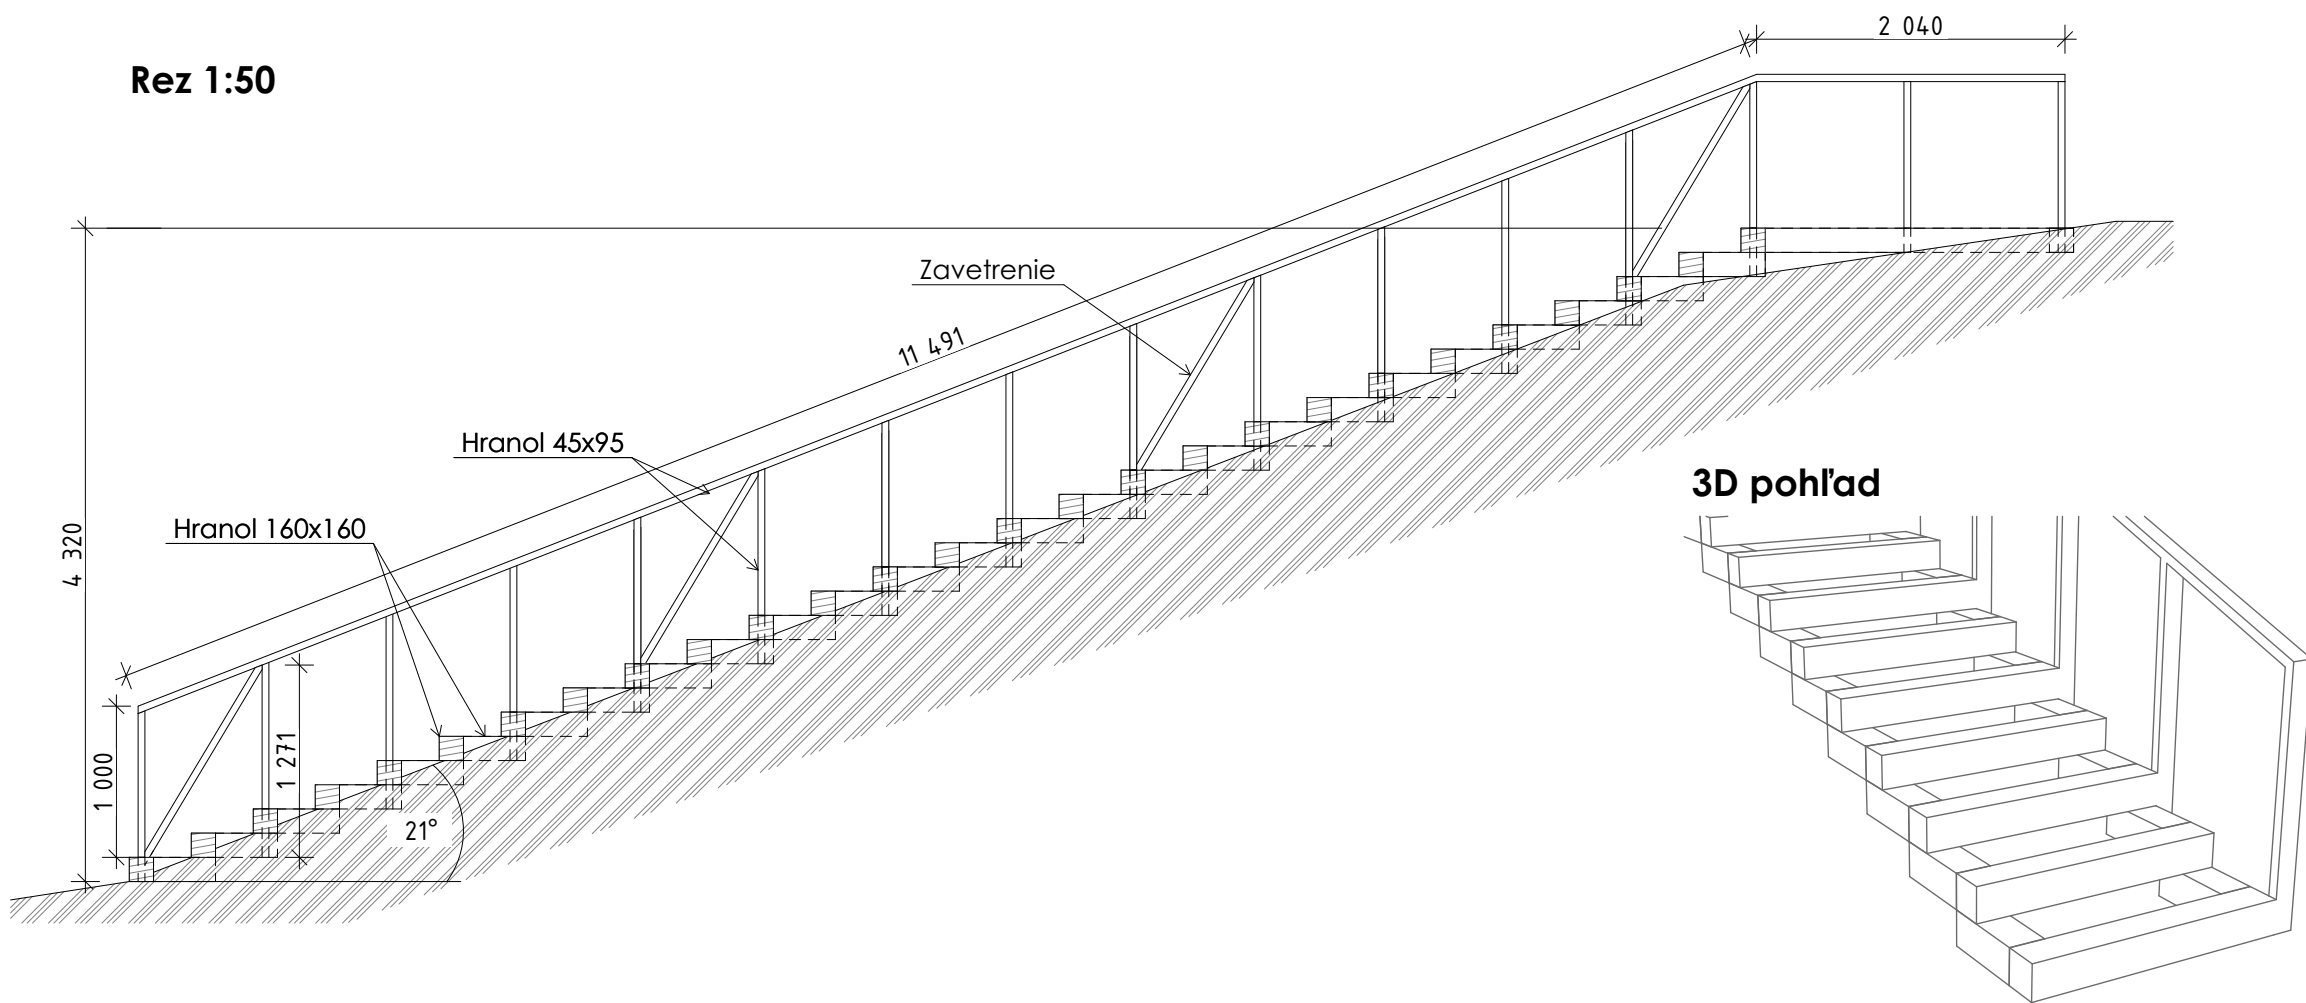 Rez 1:50
2 040
Zavetrenie
11 491
Hranol 45x95
3D pohľad
Hranol 160x160
4 320
1 000
1 271
21°